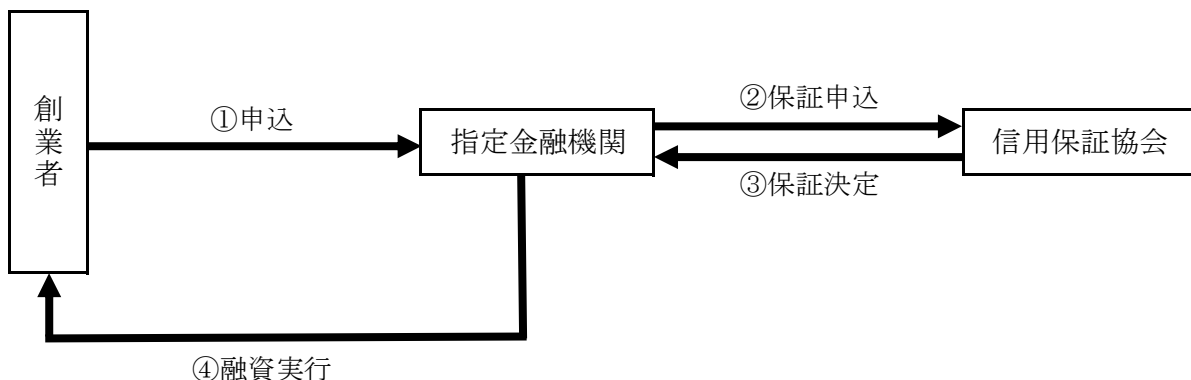 創業者
①申込
指定金融機関
②保証申込
③保証決定
信用保証協会
④融資実行